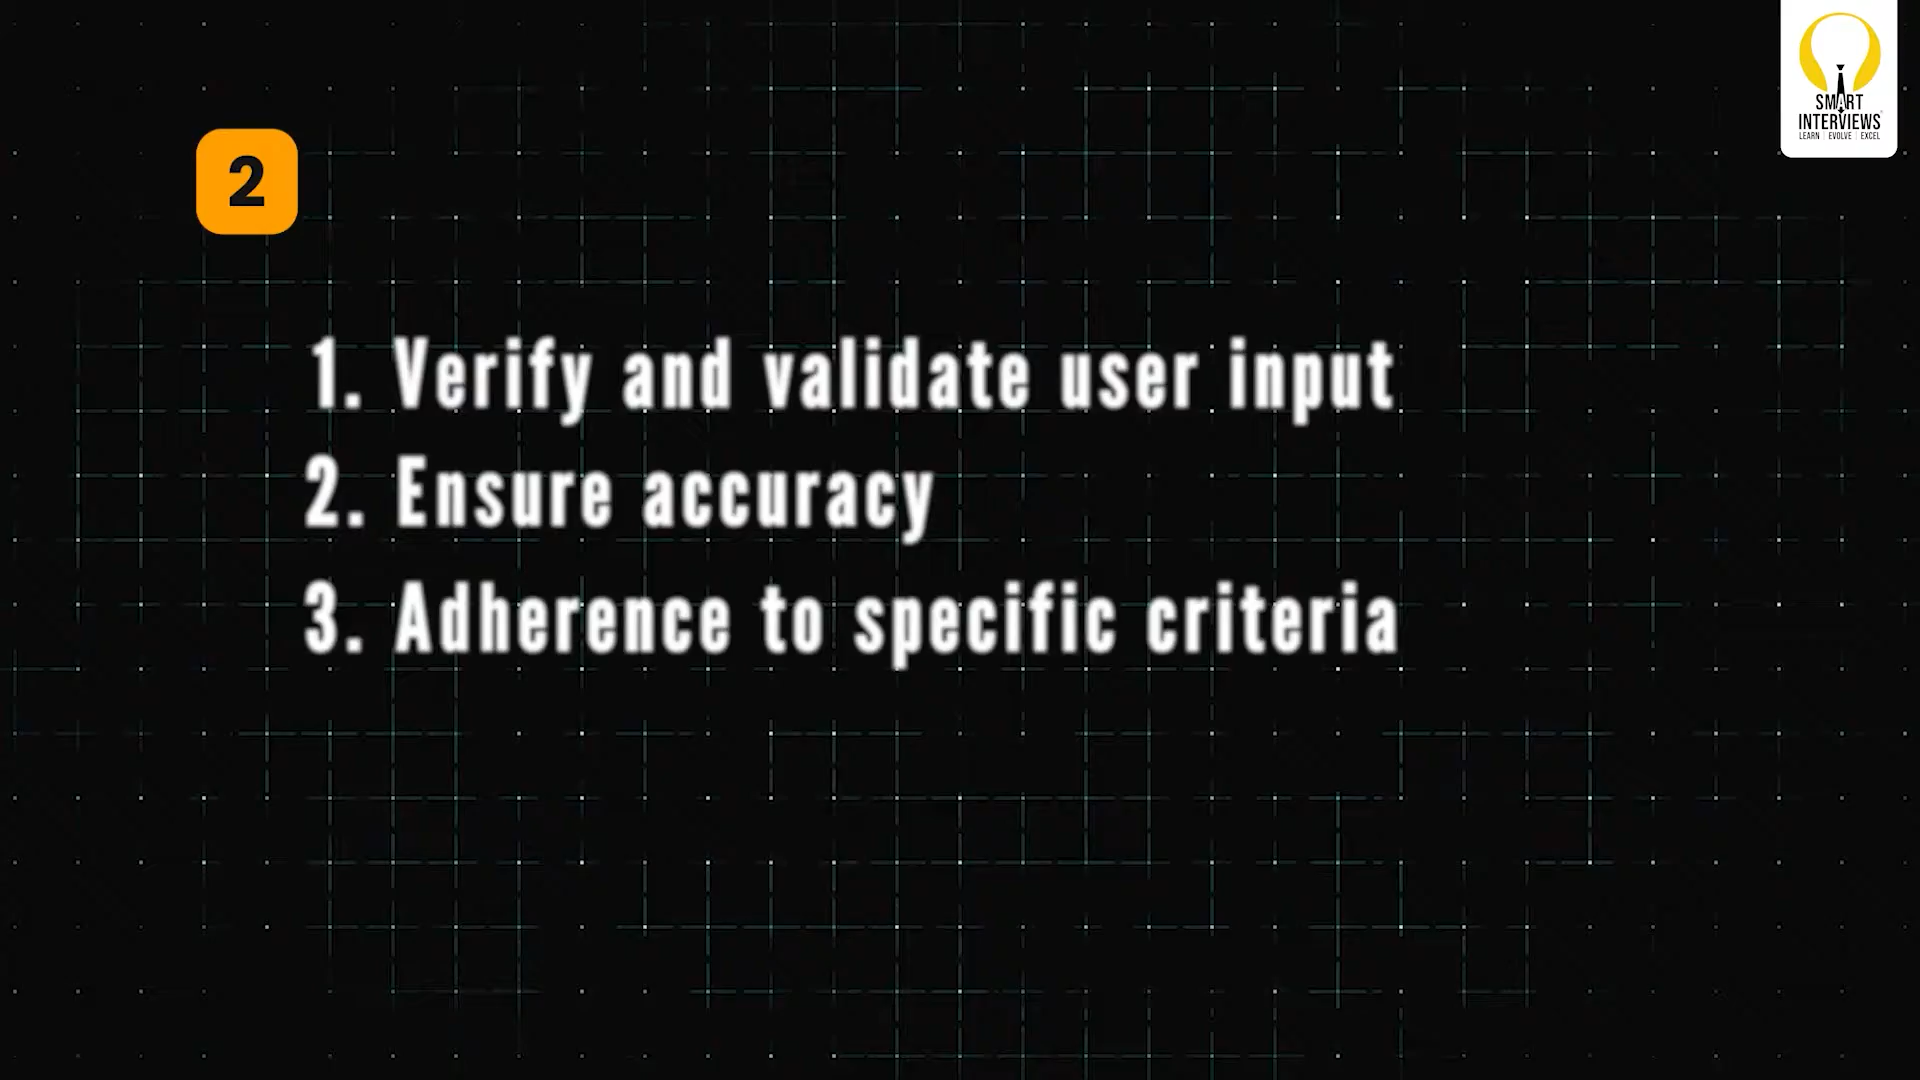 SMART
INTERVIEWS
LEARN | EVOLVE | EXCEL
2
1. Verify and validate user input
2. Ensure accuracy
3. Adherence to specific criteria